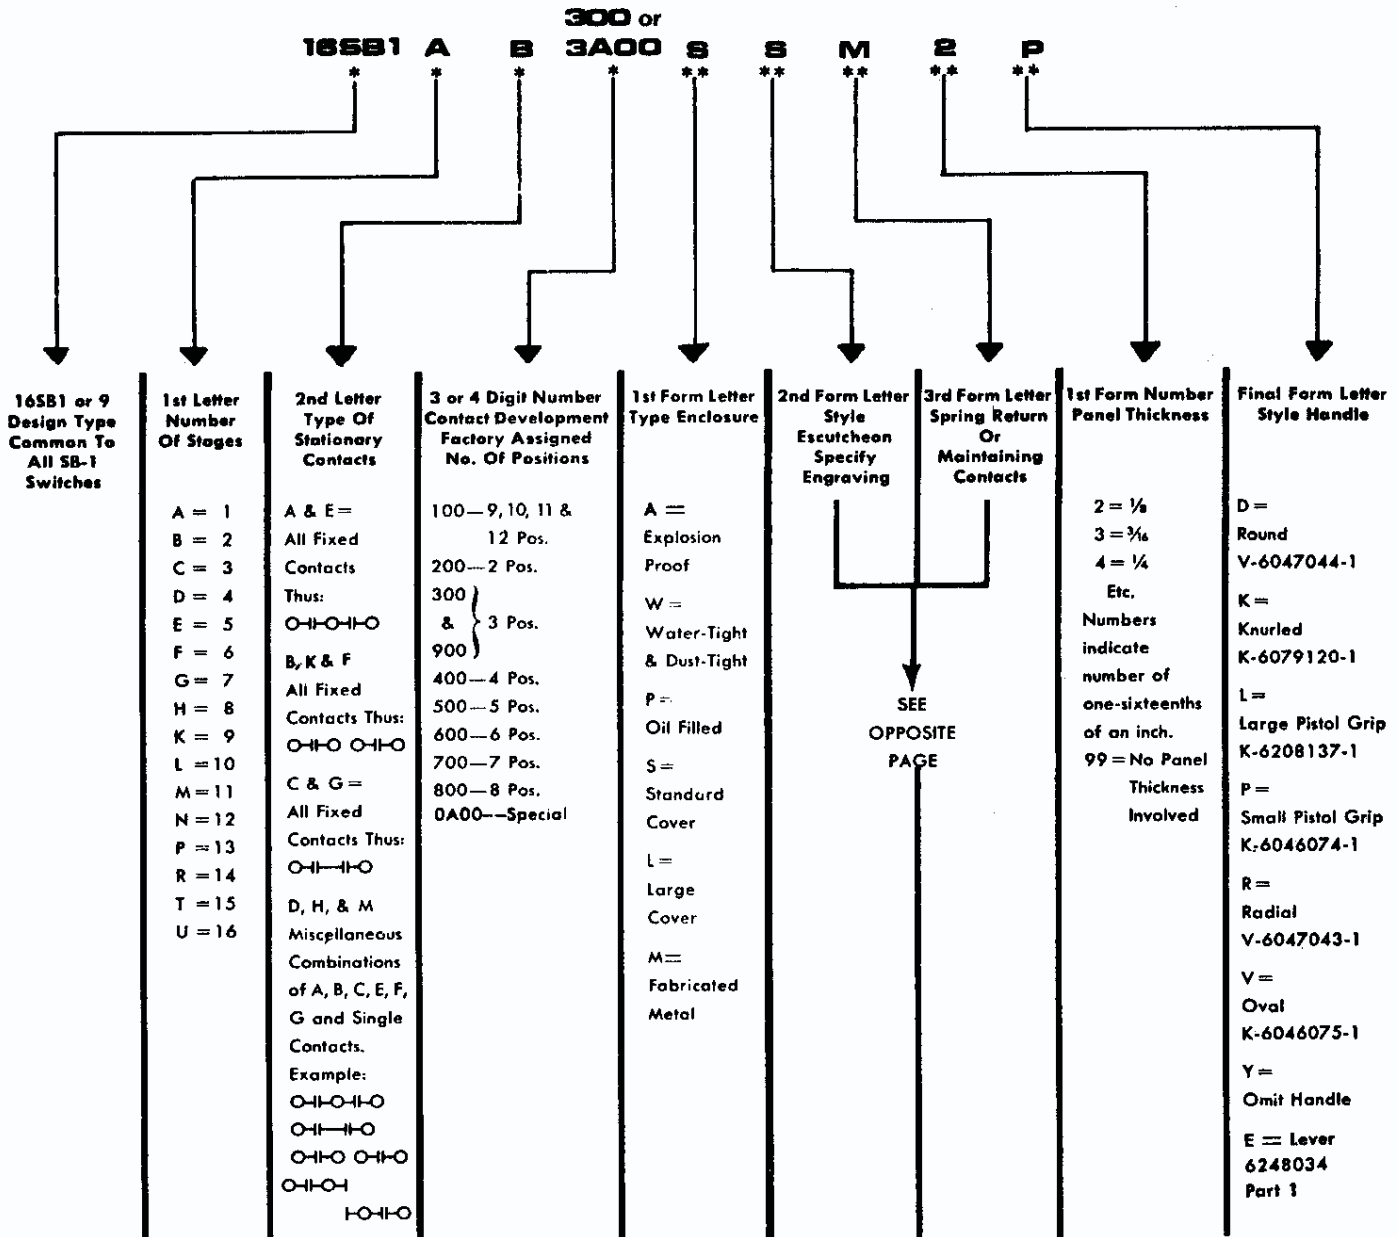 300 or
16SB1 A B 3A00 S S M 2 P
* * * * ** ** ** ** **
16SB1 or 9
Design Type
Common To
All SB-1
Switches
1st Letter
Number
Of Stages
A = 1
B = 2
C = 3
D = 4
E = 5
F = 6
G = 7
H = 8
K = 9
L = 10
M = 11
N = 12
P = 13
R = 14
T = 15
U = 16
2nd Letter
Type Of
Stationary
Contacts
A & E =
All Fixed
Contacts
Thus:
B, K & F
All Fixed
Contacts Thus:
C & G =
All Fixed
Contacts Thus:
D, H, & M
Miscellaneous
Combinations
of A, B, C, E, F,
G and Single
Contacts.
Example:
3 or 4 Digit Number
Contact Development
Factory Assigned
No. Of Positions
100—9, 10, 11 &
12 Pos.
200—2 Pos.
300
& 3 Pos.
900
400—4 Pos.
500—5 Pos.
600—6 Pos.
700—7 Pos.
800—8 Pos.
0A00--Special
1st Form Letter
Type Enclosure
A =
Explosion
Proof
W =
Water-Tight
& Dust-Tight
P =
Oil Filled
S =
Standard
Cover
L =
Large
Cover
M =
Fabricated
Metal
2nd Form Letter
Style
Escutcheon
Specify
Engraving
3rd Form Letter
Spring Return
Or
Maintaining
Contacts
SEE
OPPOSITE
PAGE
1st Form Number
Panel Thickness
2 = 1/8
3 = 3/16
4 = 1/4
Etc.
Numbers
indicate
number of
one-sixteenths
of an inch.
99 = No Panel
Thickness
Involved
Final Form Letter
Style Handle
D =
Round
V-6047044-1
K =
Knurled
K-6079120-1
L =
Large Pistol Grip
K-6208137-1
P =
Small Pistol Grip
K-6046074-1
R =
Radial
V-6047043-1
V =
Oval
K-6046075-1
Y =
Omit Handle
E = Lever
6248034
Part 1